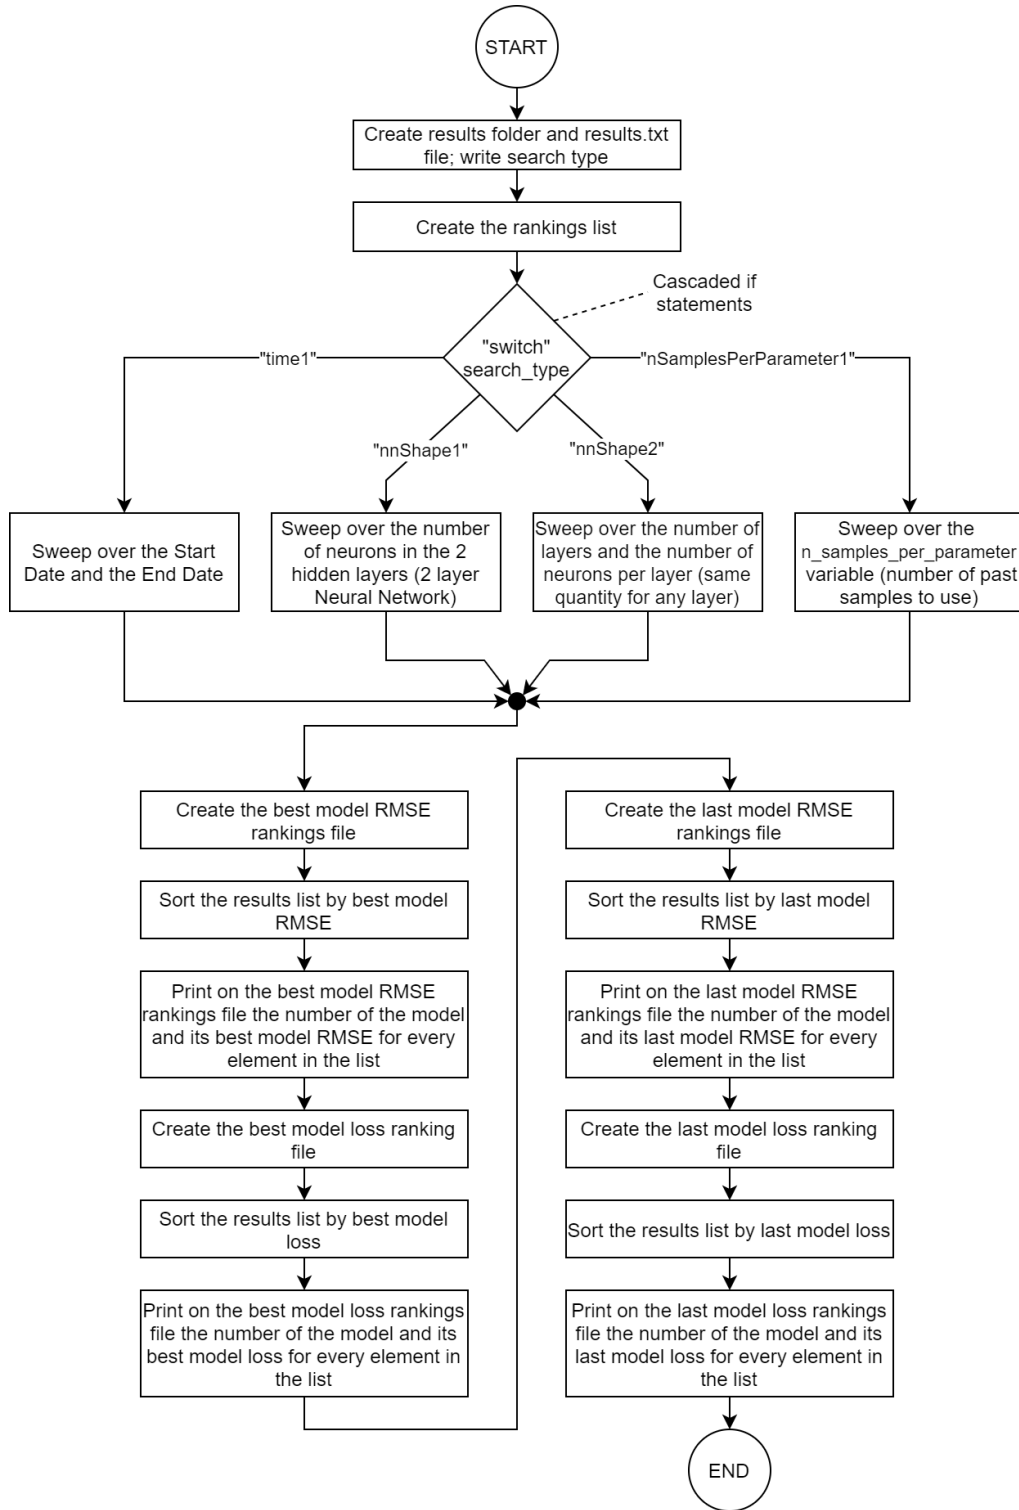 START
Create results folder and results.txt
file; write search type
Create the rankings list
Cascaded if
statements
"switch"
search_type
"time1"
"nSamplesPerParameter1"
"nnShape1"
"nnShape2"
Sweep over the Start
Date and the End Date
Sweep over the number
of neurons in the 2
hidden layers (2 layer
Neural Network)
Sweep over the number of
layers and the number of
neurons per layer (same
quantity for any layer)
Sweep over the
n_samples_per_parameter
variable (number of past
samples to use)
Create the best model RMSE
rankings file
Sort the results list by best model
RMSE
Print on the best model RMSE
rankings file the number of the model
and its best model RMSE for every
element in the list
Create the best model loss ranking
file
Sort the results list by best model
loss
Print on the best model loss rankings
file the number of the model and its
best model loss for every element in
the list
Create the last model RMSE
rankings file
Sort the results list by last model
RMSE
Print on the last model RMSE
rankings file the number of the model
and its last model RMSE for every
element in the list
Create the last model loss ranking
file
Sort the results list by last model loss
Print on the last model loss rankings
file the number of the model and its
last model loss for every element in
the list
END